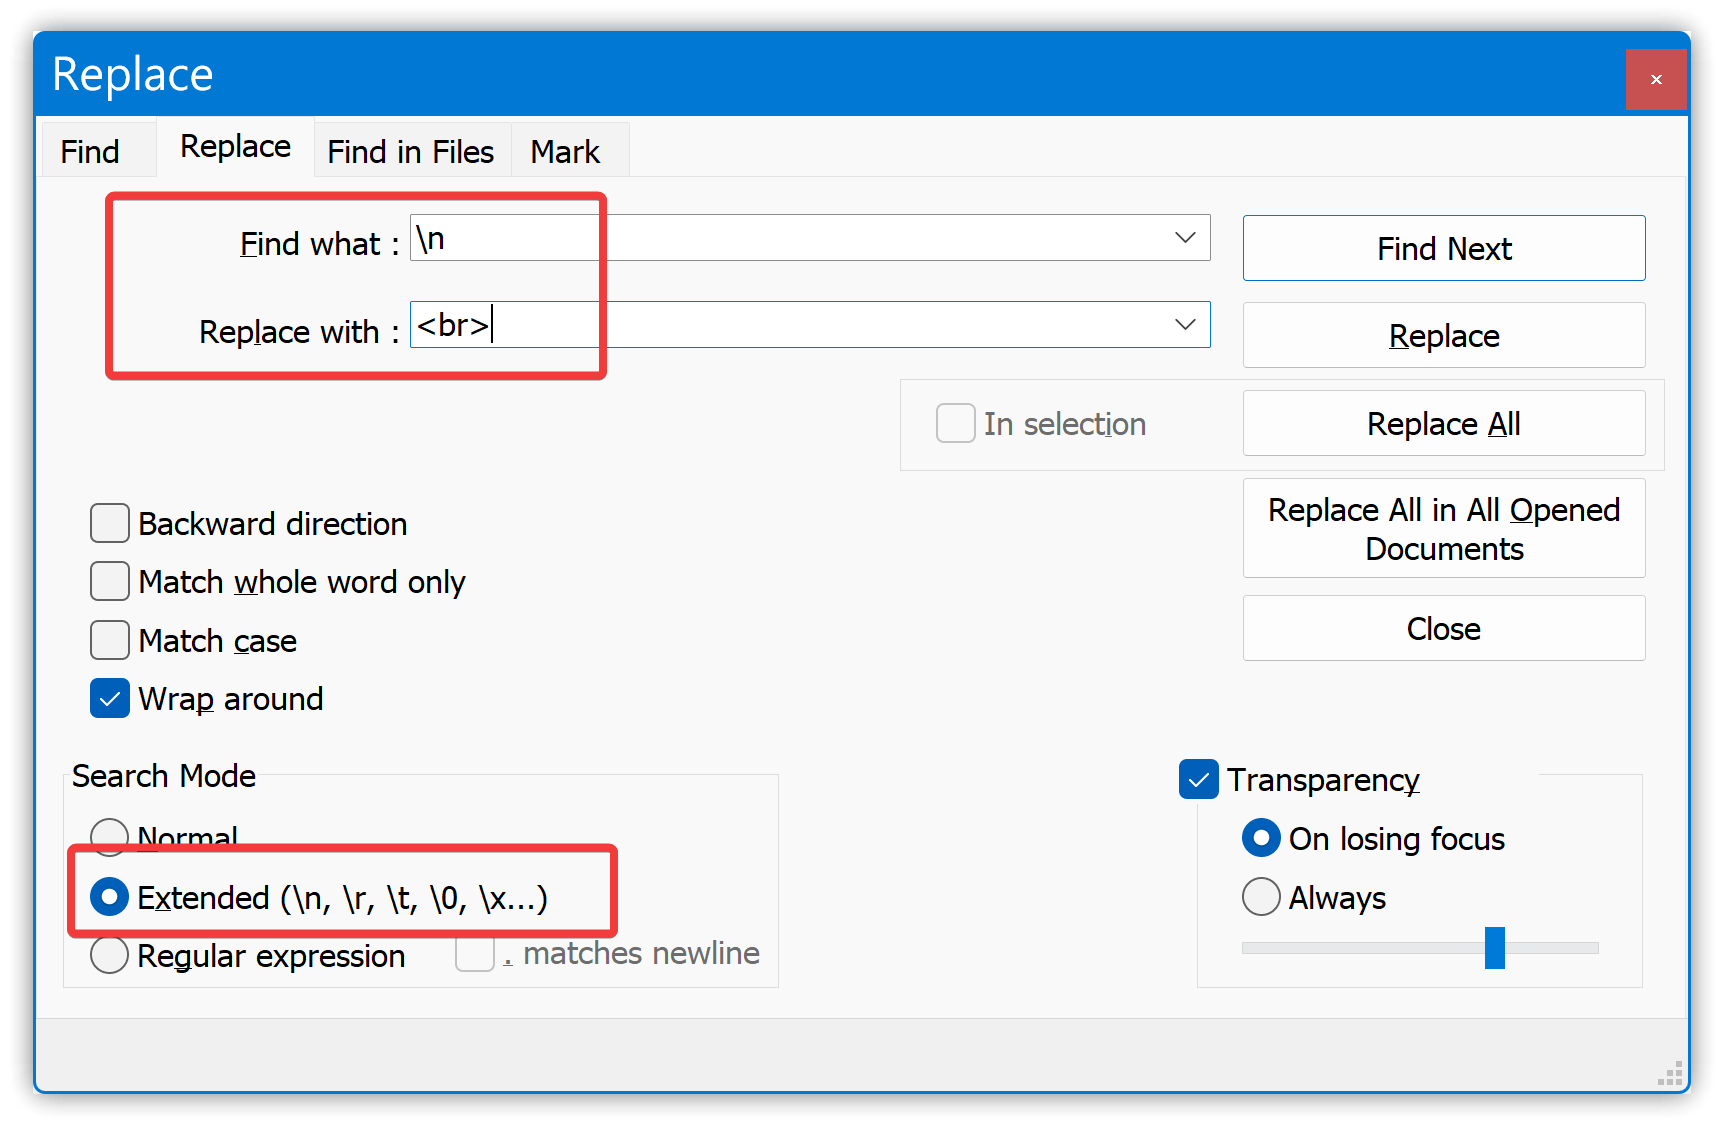 Replace
x
Find
Replace
Find in Files
Mark
Find what : \n
Find Next
Replace with : <br>
Replace
In selection
Replace All
Replace All in All Opened
Documents
Close
Backward direction
Match whole word only
Match case
Wrap around
Search Mode
Normal
Extended (\n, \r, \t, \0, \x...)
Regular expression
. matches newline
Transparency
On losing focus
Always